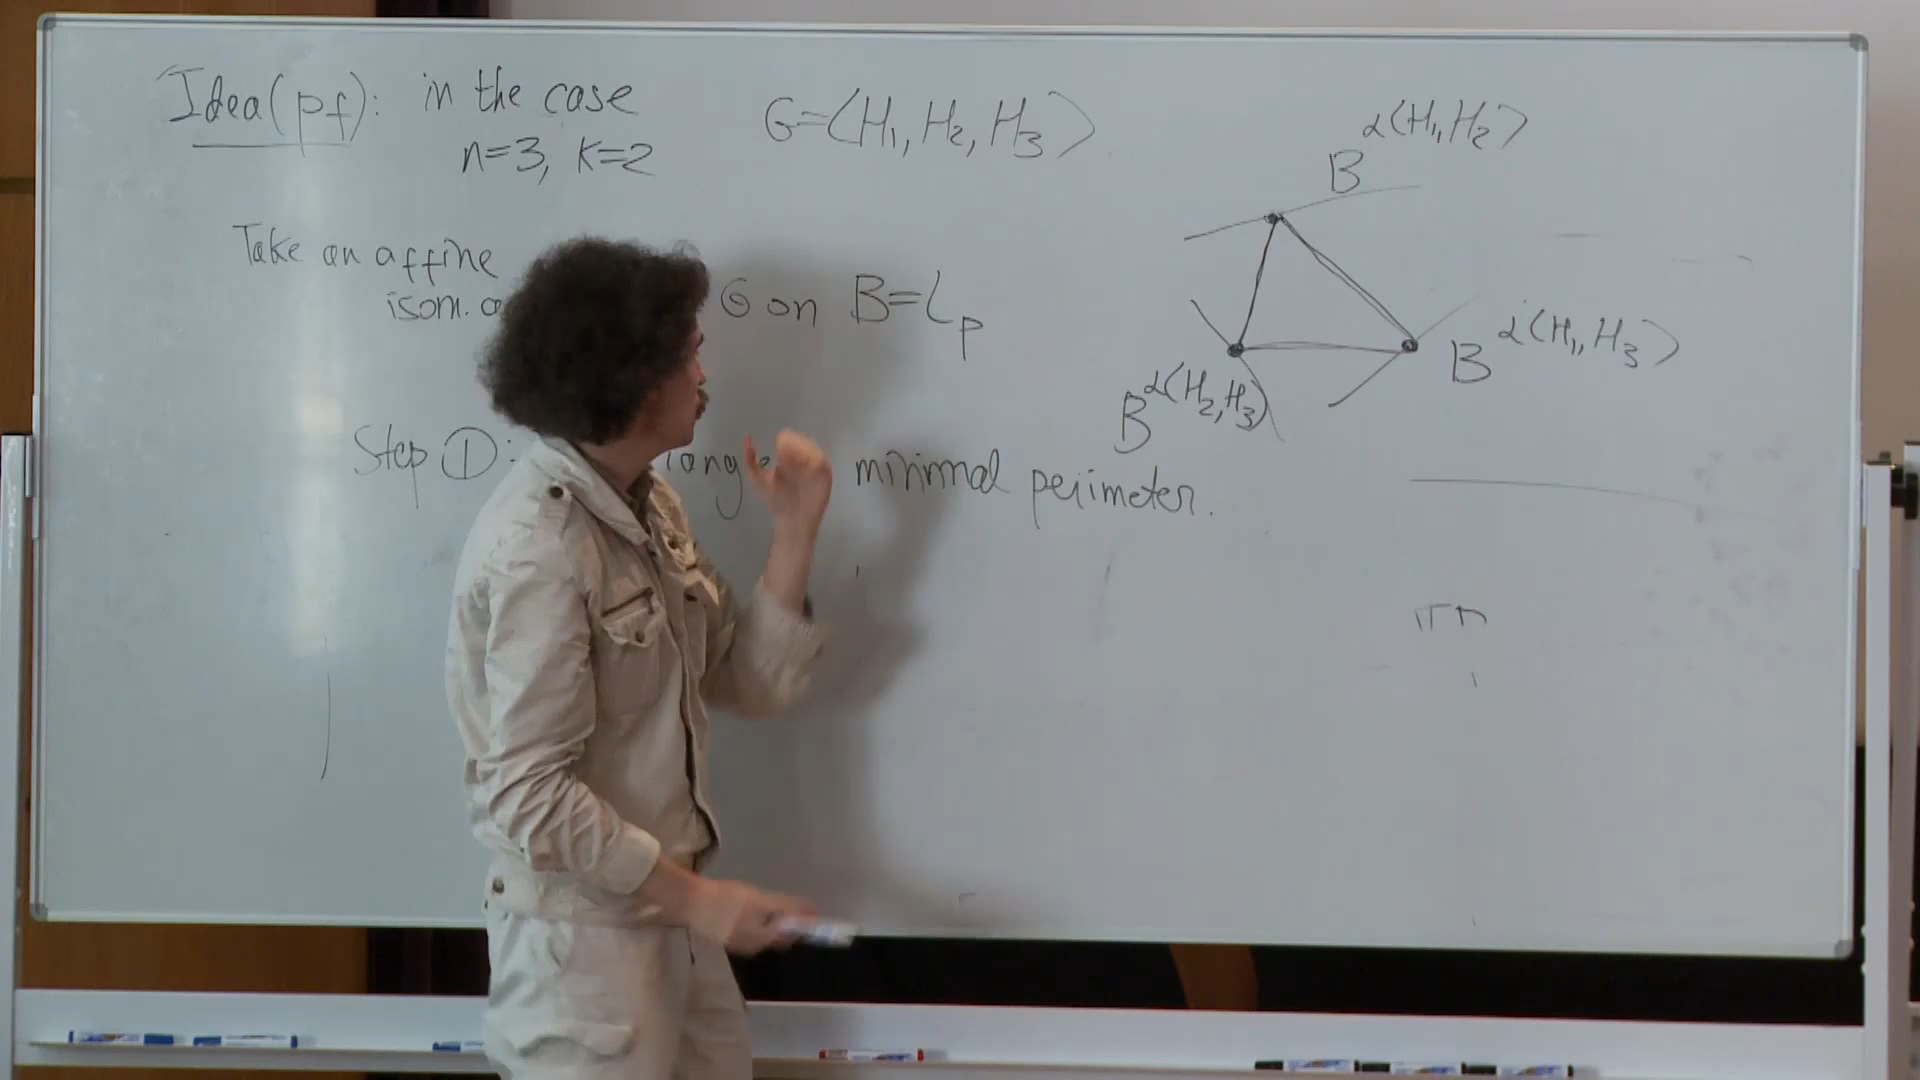 Idea (pf): in the case
n=3, k=2
G=⟨H₁, H₂, H₃⟩
Take an affine
isom. G on B=Lp
Step ①: minimal perimeter.
B^α⟨H₁, H₂⟩
B^α⟨H₁, H₃⟩
B^α⟨H₂, H₃⟩